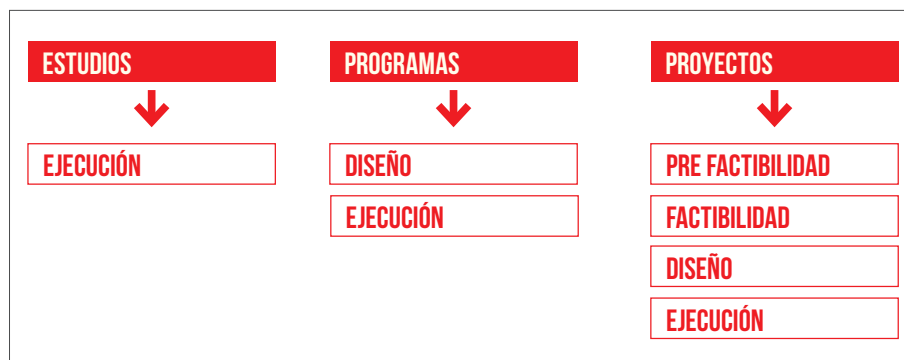 ESTUDIOS
EJECUCIÓN
PROGRAMAS
DISEÑO
EJECUCIÓN
PROYECTOS
PRE FACTIBILIDAD
FACTIBILIDAD
DISEÑO
EJECUCIÓN